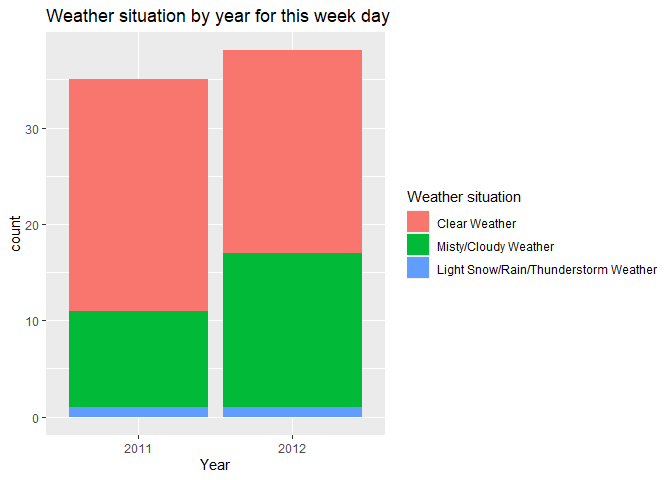 Weather situation by year for this week day
30
20
10
0
count
2011
2012
Year
Weather situation
Clear Weather
Misty/Cloudy Weather
Light Snow/Rain/Thunderstorm Weather